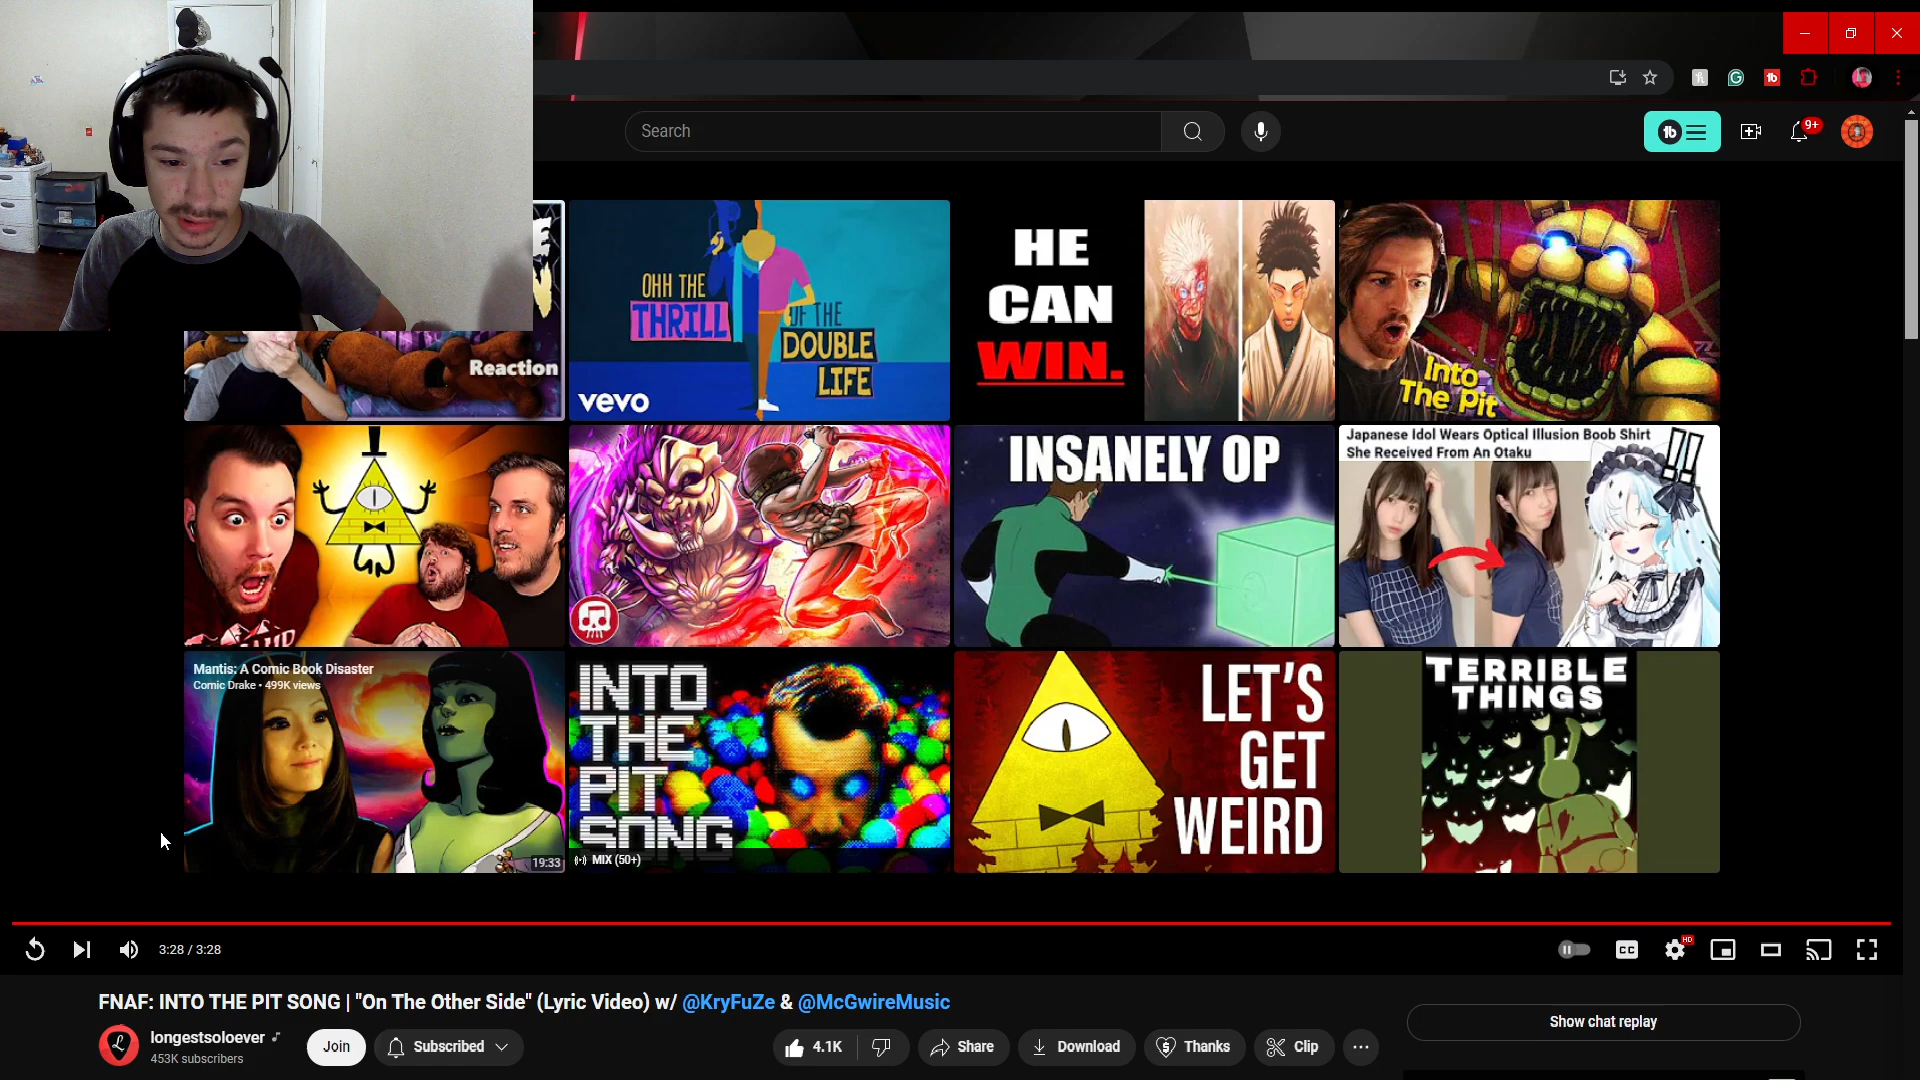 Search
9+
Reaction
OHH THE
THRILL
OF THE
DOUBLE
LIFE
vevo
HE
CAN
WIN.
Into
The Pit
INSANELY OP
Japanese Idol Wears Optical Illusion Boob Shirt
She Received From An Otaku
Mantis: A Comic Book Disaster
Comic Drake • 499K views
19:33
INTO
THE
PIT
SONG
MIX (50+)
LET'S
GET
WEIRD
TERRIBLE
THINGS
3:28 / 3:28
CC
HD
FNAF: INTO THE PIT SONG | "On The Other Side" (Lyric Video) w/ @KryFuZe & @McGwireMusic
longestsoloever
453K subscribers
Join
Subscribed
4.1K
Share
Download
Thanks
Clip
Show chat replay